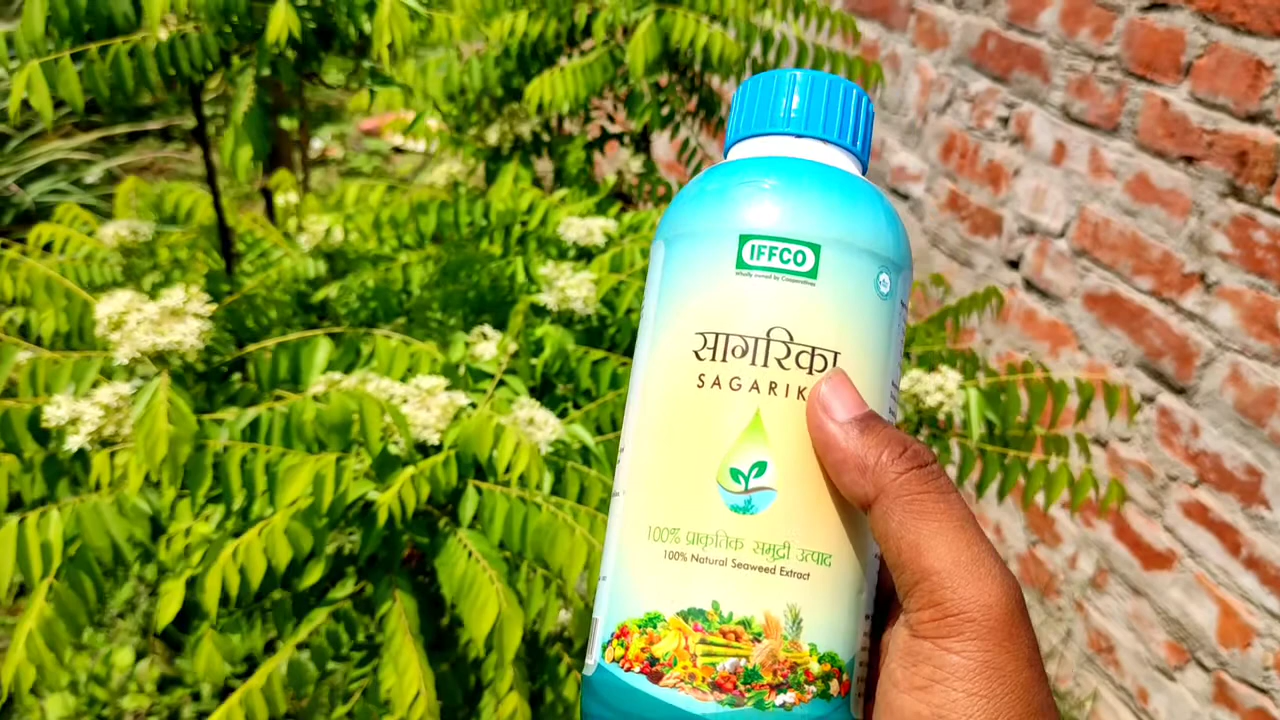 IFFCO
Wholly owned by Cooperatives
सागरिका
SAGARIK
100% प्राकृतिक समुद्री उत्पाद
100% Natural Seaweed Extract